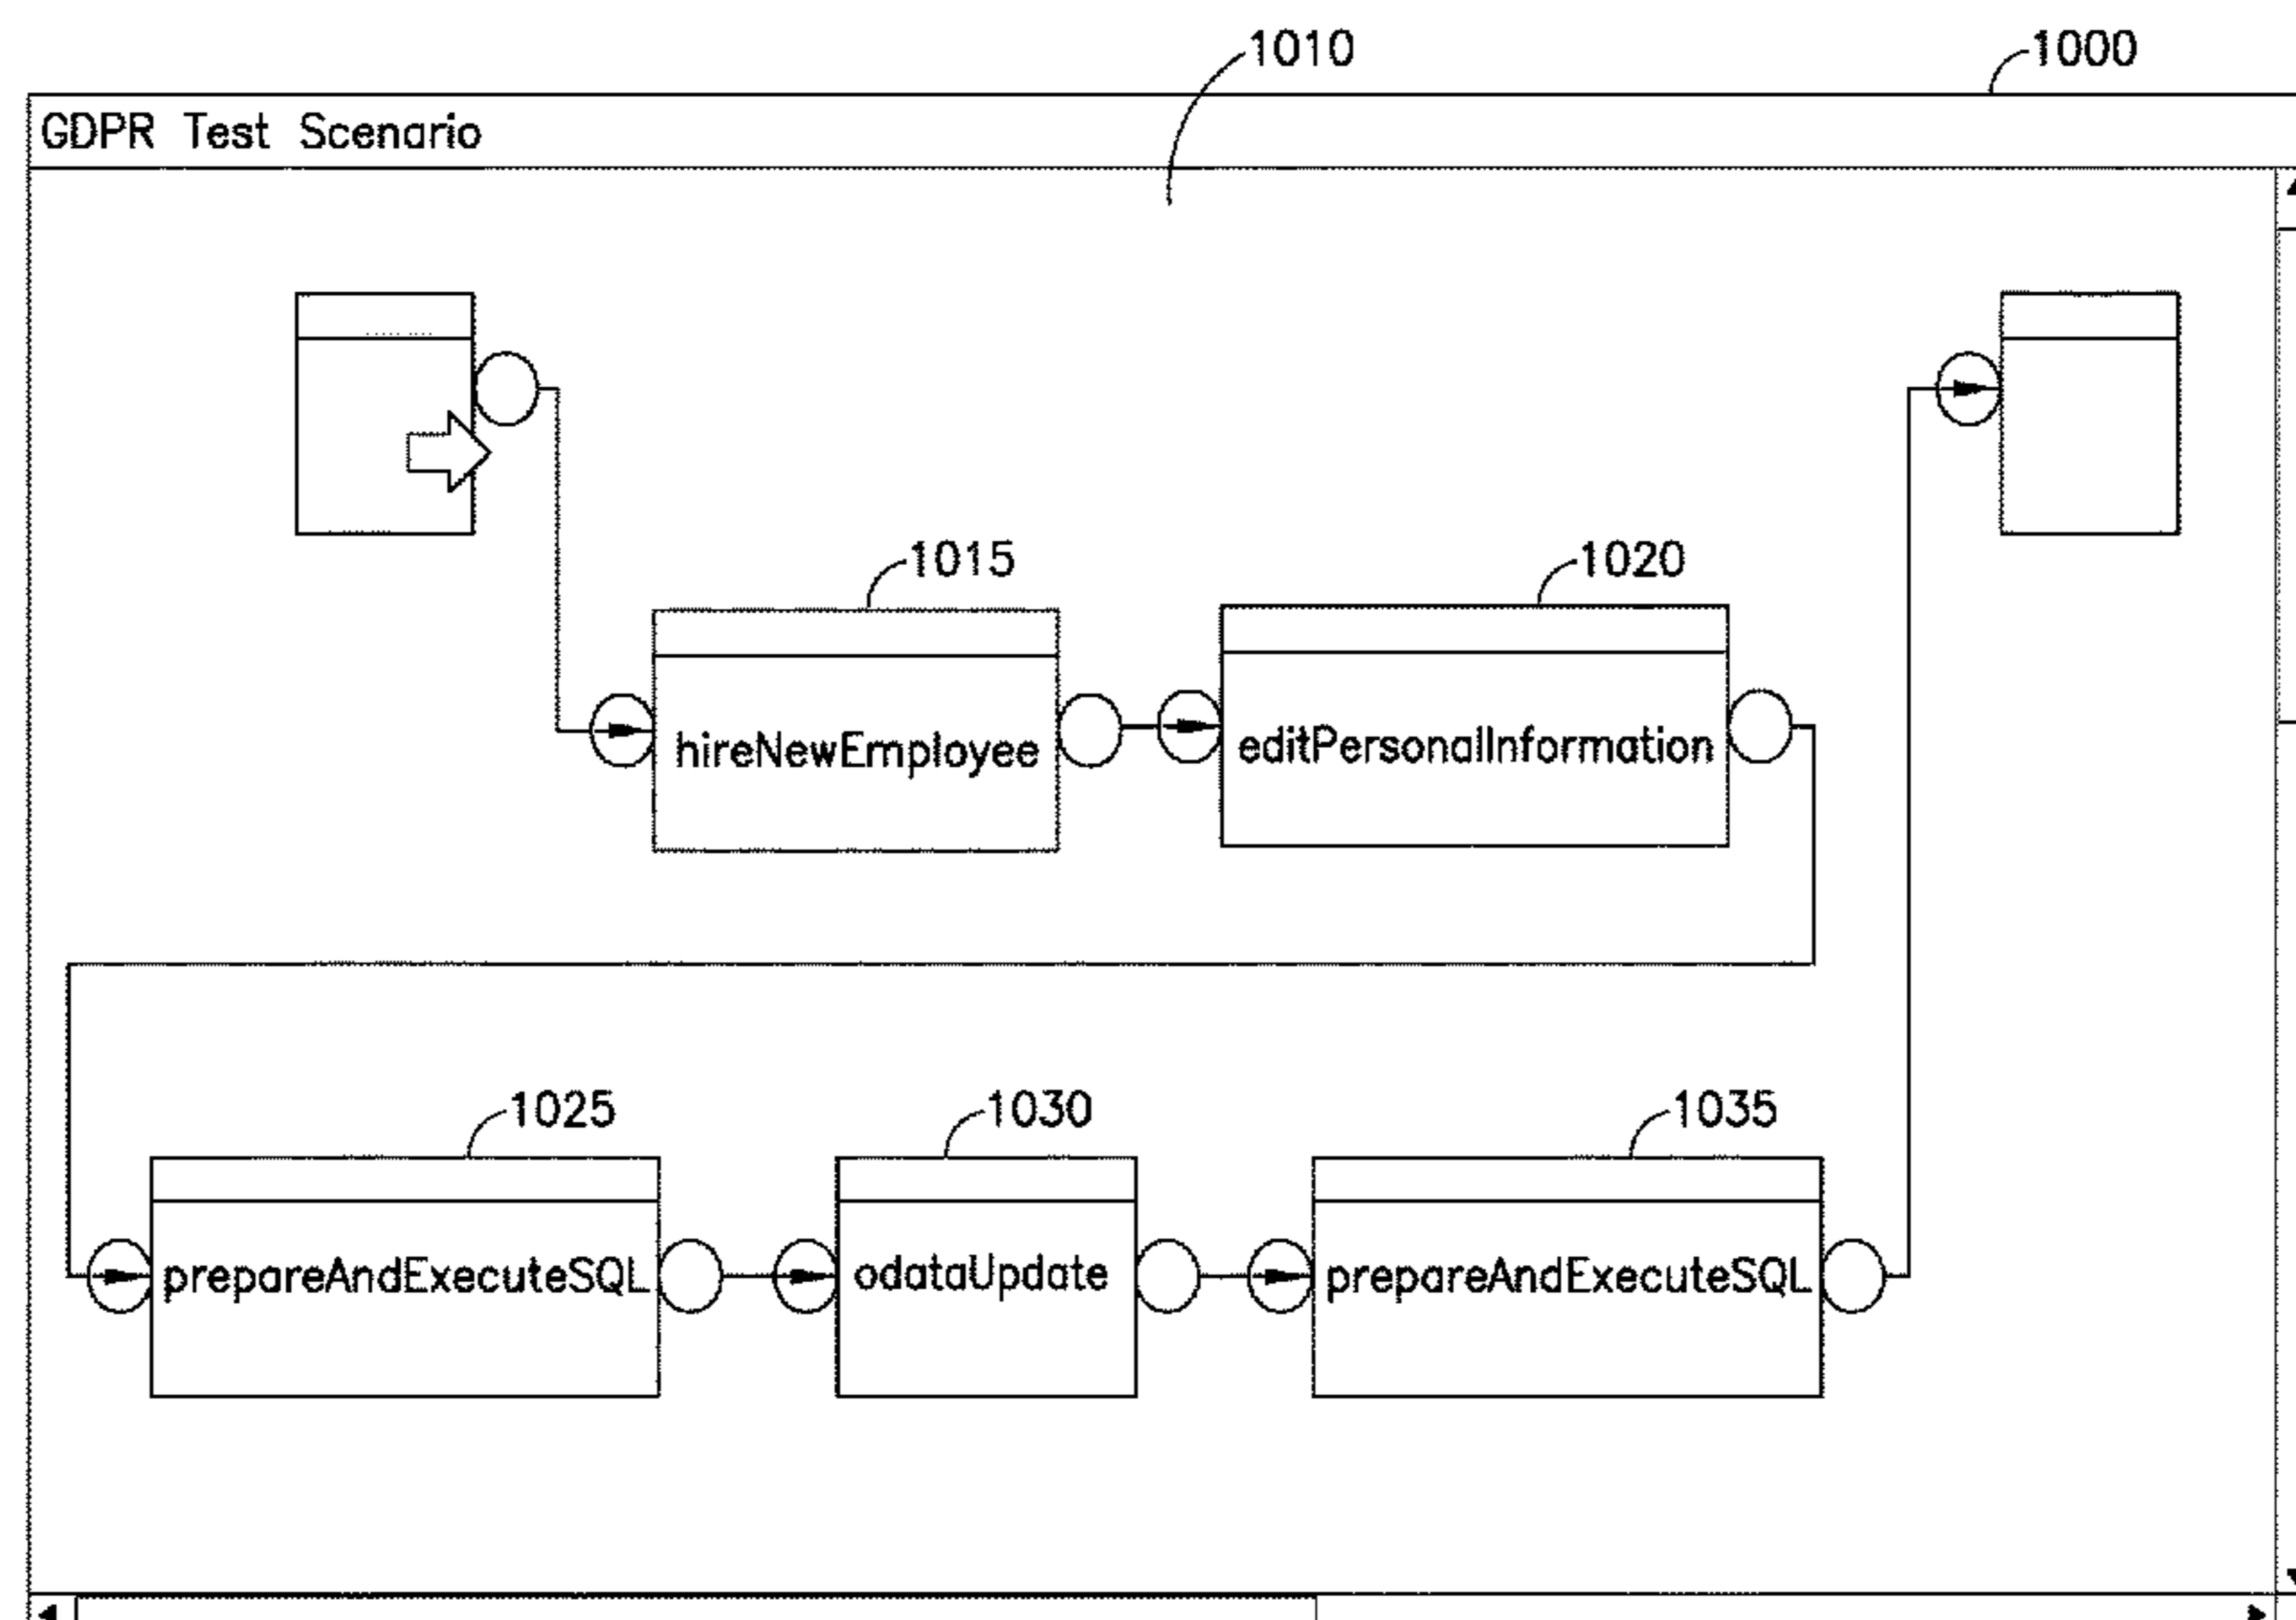 1010
1000
GDPR Test Scenario
1015
1020
hireNewEmployee
editPersonalInformation
1025
1030
1035
prepareAndExecuteSQL
odataUpdate
prepareAndExecuteSQL